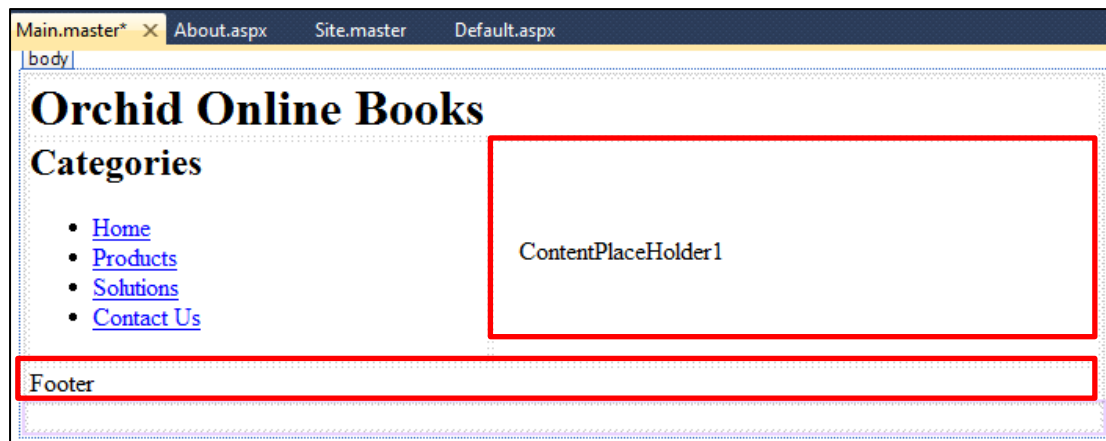 Main.master* × About.aspx Site.master Default.aspx
body
Orchid Online Books
Categories
• Home
• Products
• Solutions
• Contact Us
ContentPlaceHolder1
Footer